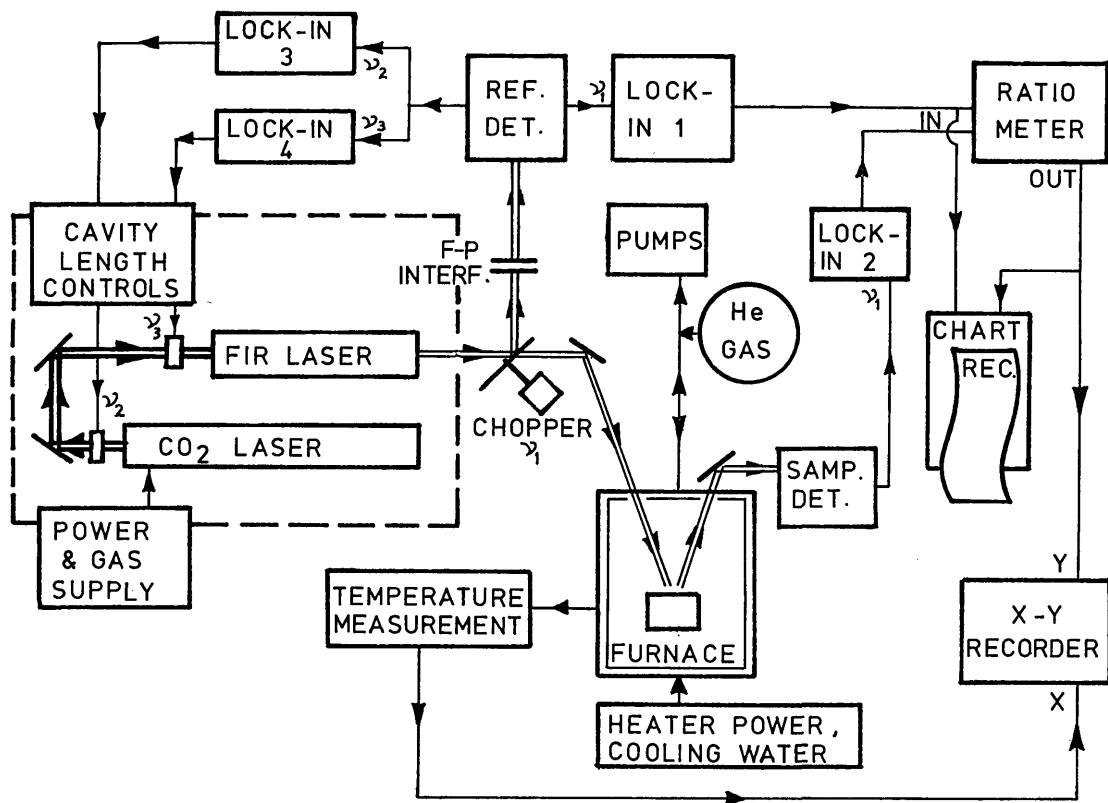 LOCK-IN
3
ν2
LOCK-IN
4
ν3
REF.
DET.
ν1
LOCK-
IN 1
RATIO
METER
IN
OUT
CAVITY
LENGTH
CONTROLS
F-P
INTERF.
PUMPS
LOCK-
IN 2
ν1
He
GAS
CHART
REC.
ν3
FIR LASER
ν2
CO2 LASER
CHOPPER
ν1
SAMP.
DET.
POWER
& GAS
SUPPLY
TEMPERATURE
MEASUREMENT
FURNACE
Y
X-Y
RECORDER
X
HEATER POWER,
COOLING WATER